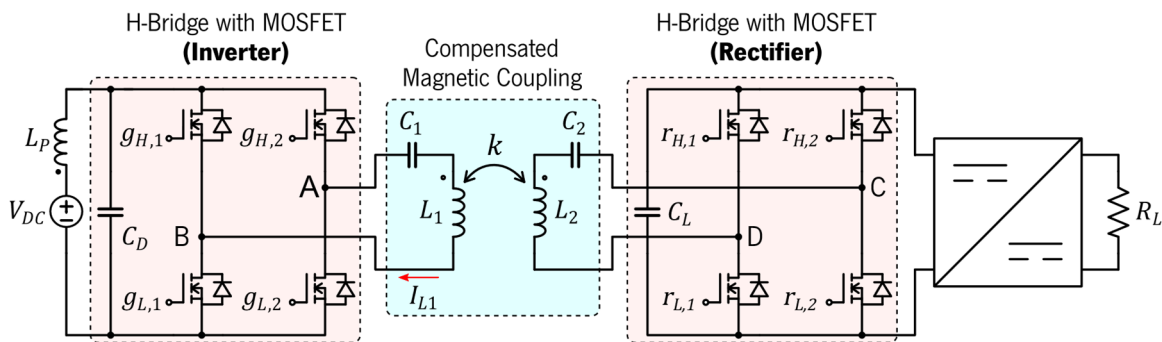 H-Bridge with MOSFET
(Inverter)
Compensated
Magnetic Coupling
H-Bridge with MOSFET
(Rectifier)
L_P
V_DC
C_D
g_H,1
g_H,2
A
B
g_L,1
g_L,2
C_1
k
C_2
L_1
L_2
I_L1
C_L
r_H,1
r_H,2
C
D
r_L,1
r_L,2
R_L